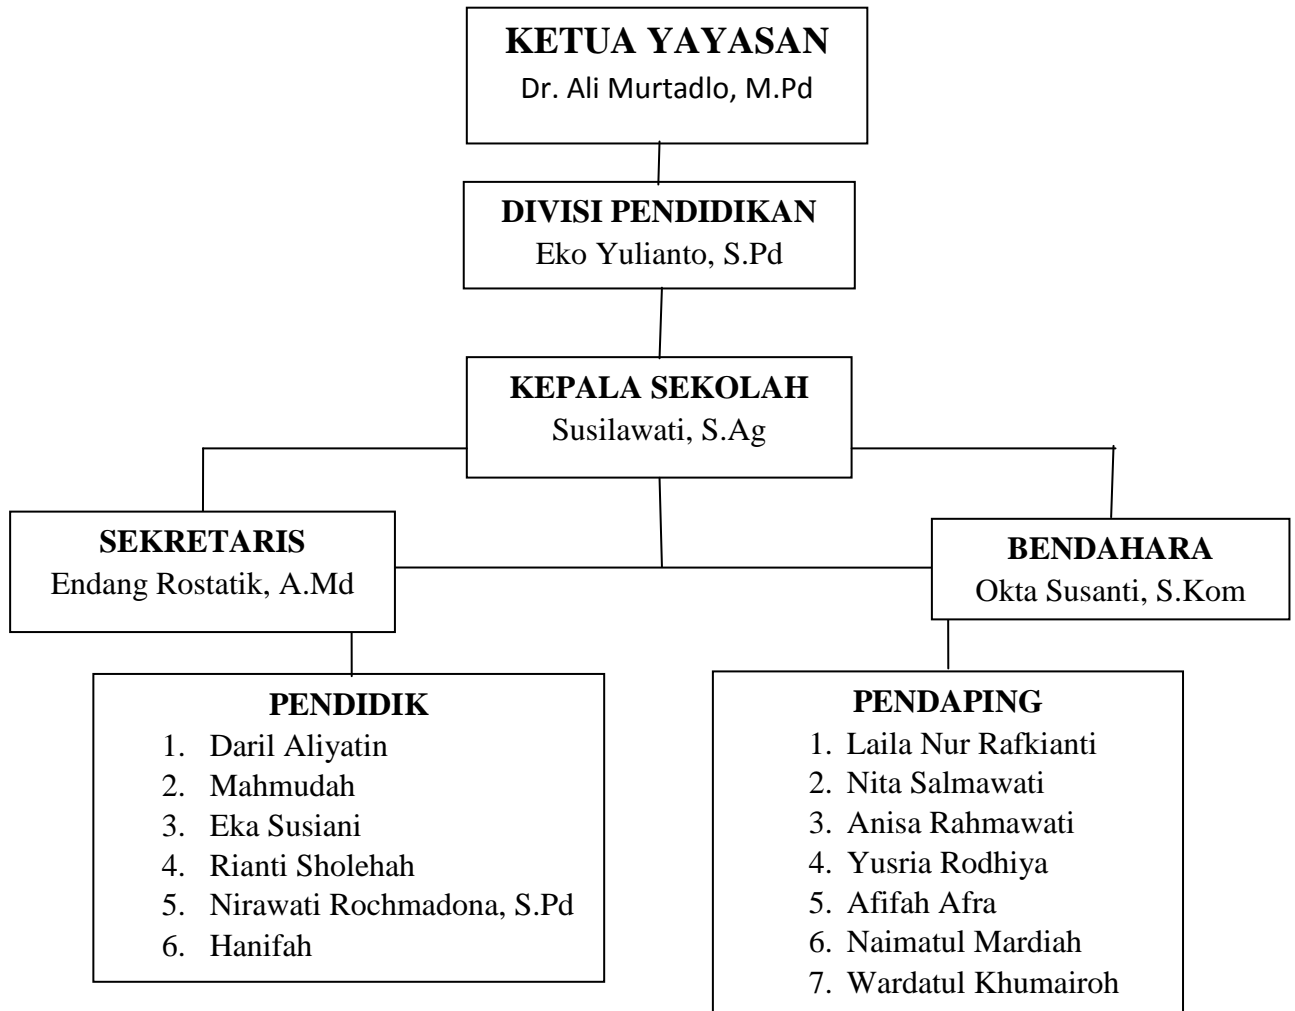 KETUA YAYASAN
Dr. Ali Murtadlo, M.Pd
DIVISI PENDIDIKAN
Eko Yulianto, S.Pd
KEPALA SEKOLAH
Susilawati, S.Ag
SEKRETARIS
Endang Rostatik, A.Md
BENDAHARA
Okta Susanti, S.Kom
PENDIDIK
1. Daril Aliyatin
2. Mahmudah
3. Eka Susiani
4. Rianti Sholehah
5. Nirawati Rochmadona, S.Pd
6. Hanifah
PENDAPING
1. Laila Nur Rafkianti
2. Nita Salmawati
3. Anisa Rahmawati
4. Yusria Rodhiya
5. Afifah Afra
6. Naimatul Mardiah
7. Wardatul Khumairoh